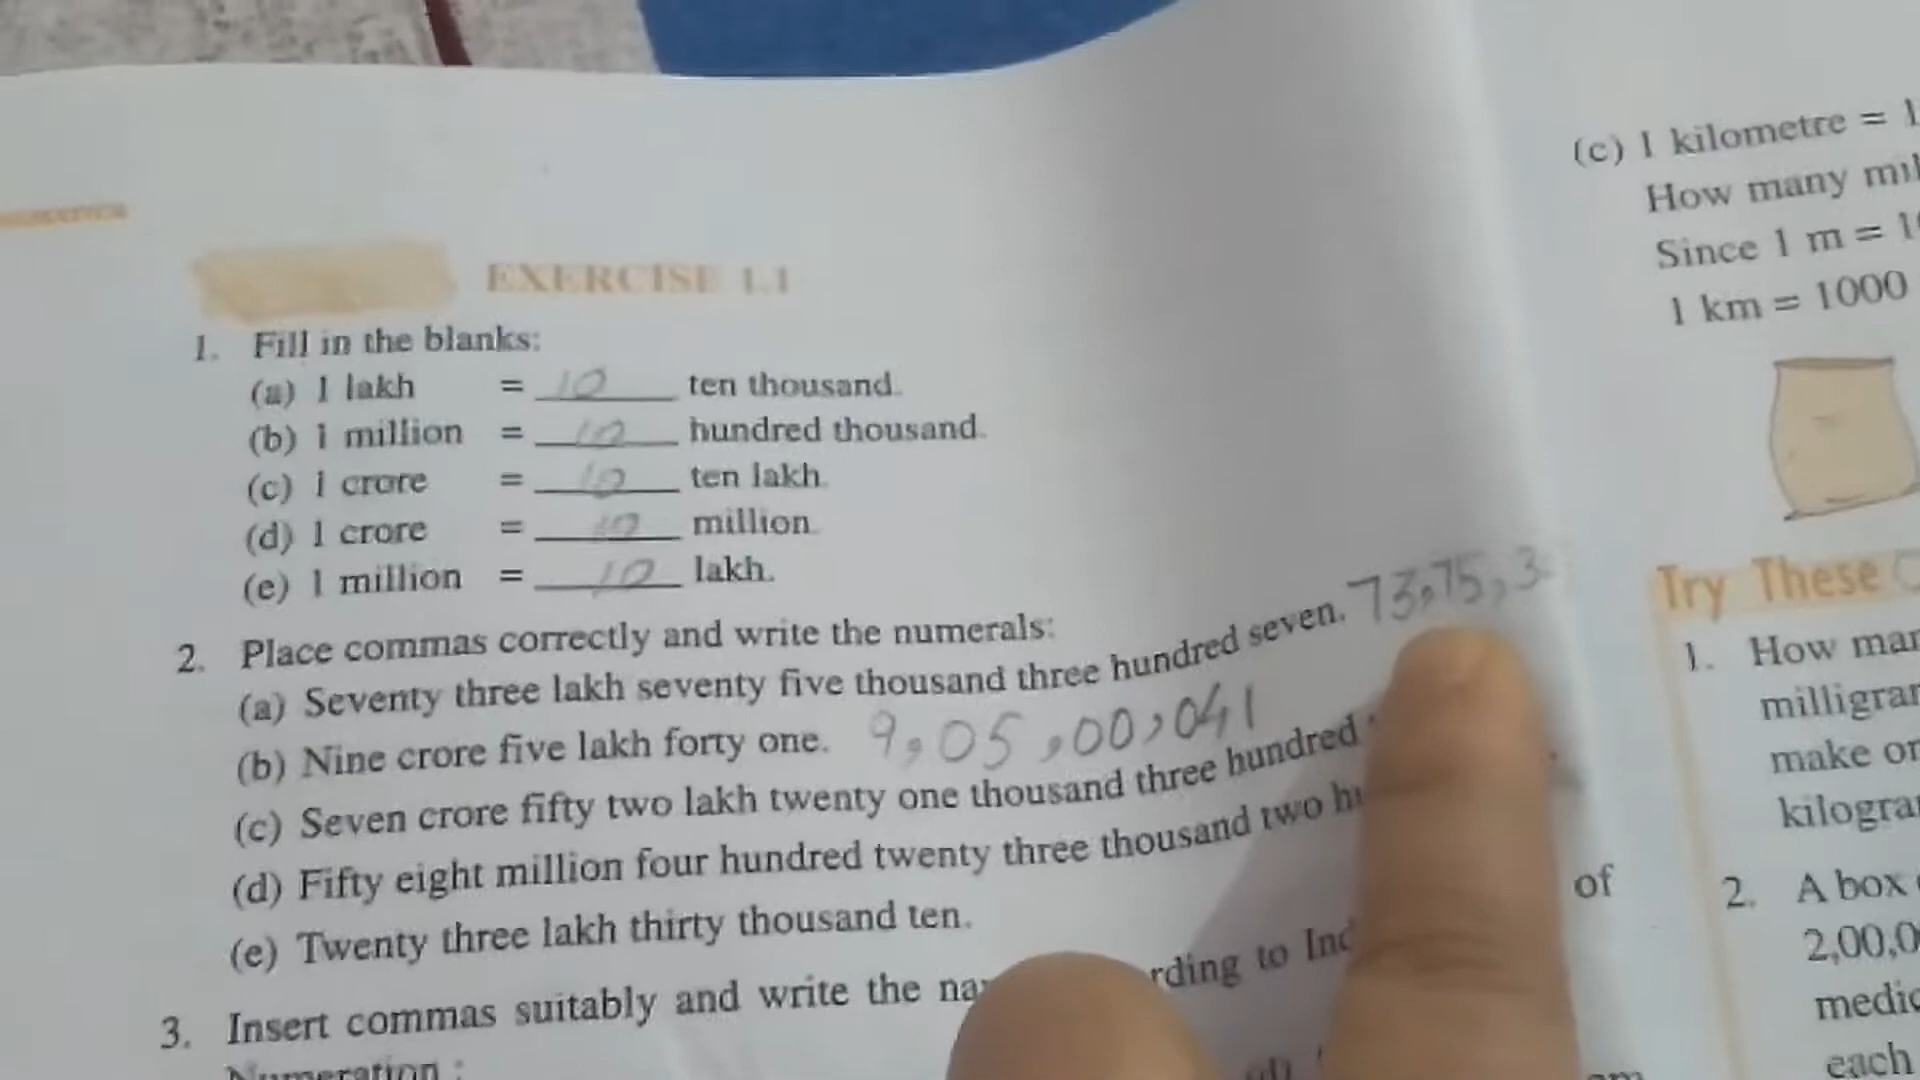 EXERCISE 1.1
1. Fill in the blanks:
(a) 1 lakh = 10 ten thousand.
(b) 1 million = 10 hundred thousand.
(c) 1 crore = 10 ten lakh.
(d) 1 crore = 10 million.
(e) 1 million = 10 lakh.
2. Place commas correctly and write the numerals:
(a) Seventy three lakh seventy five thousand three hundred seven. 73,75,3
(b) Nine crore five lakh forty one. 9,05,00,041
(c) Seven crore fifty two lakh twenty one thousand three hundred
(d) Fifty eight million four hundred twenty three thousand two
(e) Twenty three lakh thirty thousand ten.
3. Insert commas suitably and write the to of
Numeration :
(c) 1 kilometre = 1
How many
Since 1 m =
1 km = 1000
Try These
1. How
make
2. A box
2,00,0
each